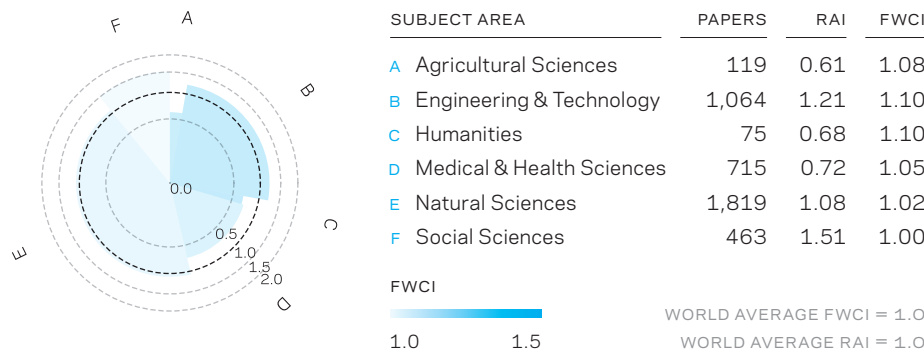 F A
B
C
D
E
0.0
0.5
1.0
1.5
2.0
SUBJECT AREA PAPERS RAI FWCI
A Agricultural Sciences 119 0.61 1.08
B Engineering & Technology 1,064 1.21 1.10
C Humanities 75 0.68 1.10
D Medical & Health Sciences 715 0.72 1.05
E Natural Sciences 1,819 1.08 1.02
F Social Sciences 463 1.51 1.00
FWCI
1.0 1.5
WORLD AVERAGE FWCI = 1.0
WORLD AVERAGE RAI = 1.0